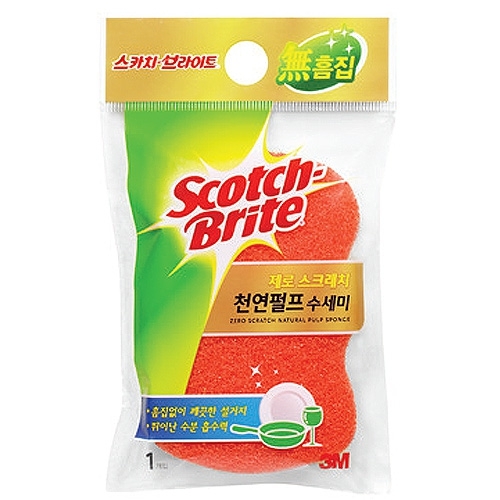 스카치-브라이트
無흠집
Scotch-
Brite
제로 스크래치
천연펄프 수세미
ZERO SCRATCH NATURAL PULP SPONGE
· 흠집없이 깨끗한 설거지
· 뛰어난 수분 흡수력
1개입
3M